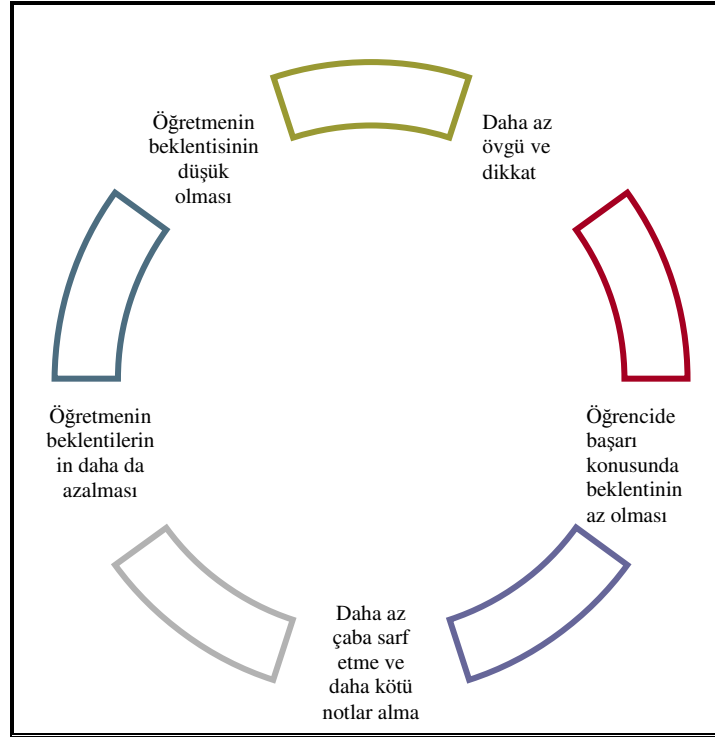 Öğretmenin
beklentisinin
düşük
olması
Daha az
övgü ve
dikkat
Öğrencide
başarı
konusunda
beklentinin
az olması
Daha az
çaba sarf
etme ve
daha kötü
notlar alma
Öğretmenin
beklentilerin
in daha da
azalması